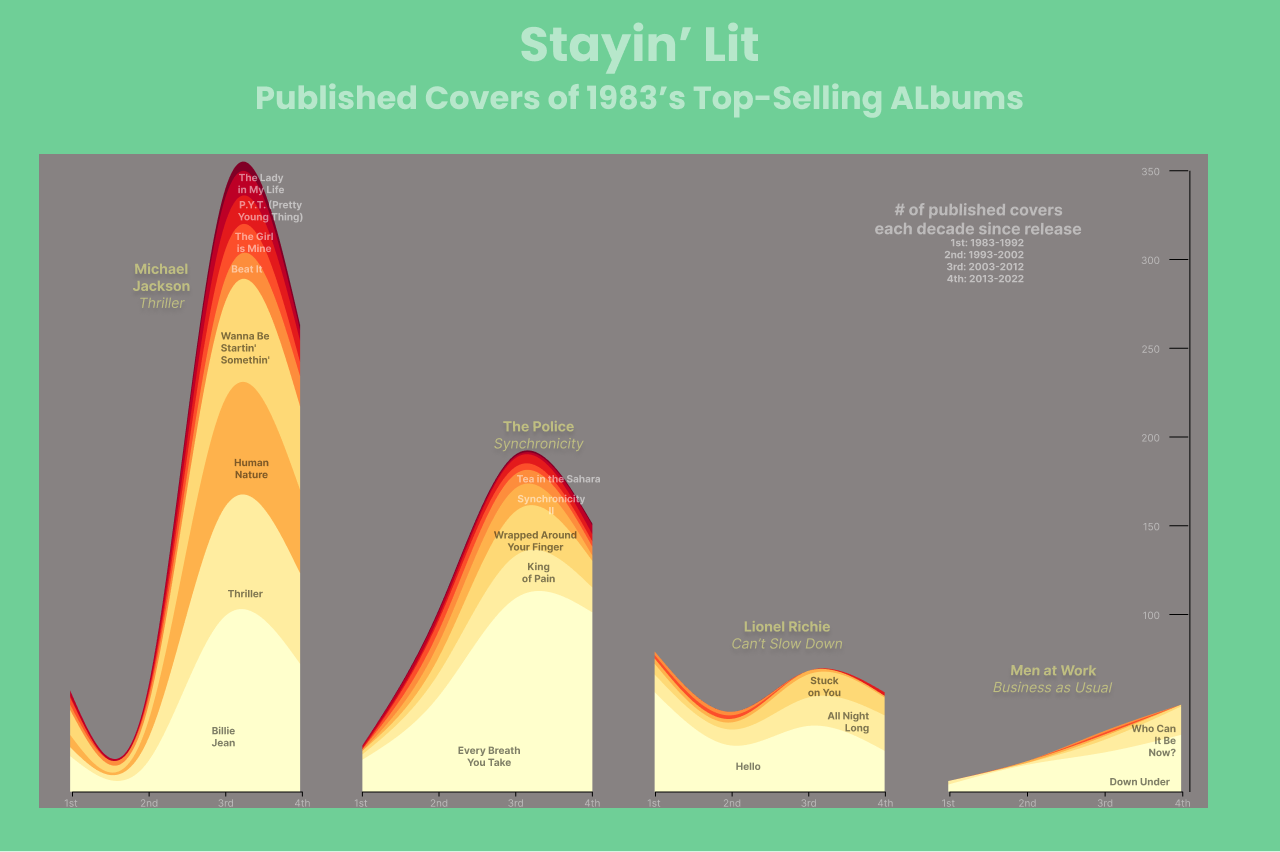 Stayin’ Lit
Published Covers of 1983’s Top-Selling ALbums
# of published covers
each decade since release
1st: 1983-1992
2nd: 1993-2002
3rd: 2003-2012
4th: 2013-2022
350
300
250
200
150
100
Michael
Jackson
Thriller
The Lady
in My Life
P.Y.T. (Pretty
Young Thing)
The Girl
is Mine
Beat It
Wanna Be
Startin'
Somethin'
Human
Nature
Thriller
Billie
Jean
1st
2nd
3rd
4th
The Police
Synchronicity
Tea in the Sahara
Synchronicity
II
Wrapped Around
Your Finger
King
of Pain
Every Breath
You Take
1st
2nd
3rd
4th
Lionel Richie
Can’t Slow Down
Stuck
on You
All Night
Long
Hello
1st
2nd
3rd
4th
Men at Work
Business as Usual
Who Can
It Be
Now?
Down Under
1st
2nd
3rd
4th